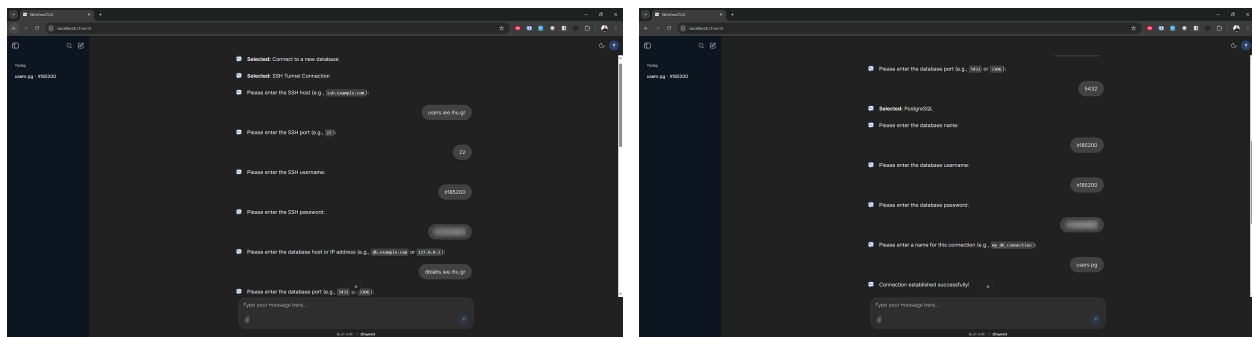 WenTextSQL
localhost/chainlit
T
Today
users pg - it185200
Selected: Connect to a new database
Selected: SSH Tunnel Connection
Please enter the SSH host (e.g., ssh.example.com):
users.iee.ihu.gr
Please enter the SSH port (e.g., 22):
22
Please enter the SSH username:
it185200
Please enter the SSH password:
Please enter the database host or IP address (e.g., db.example.com or 127.0.0.1):
dblabs.iee.ihu.gr
Please enter the database port (e.g., 5432 or 3306):
Type your message here...
Built with Chainlit
localhost/chainlit
T
Today
users pg - it185200
Please enter the database port (e.g., 5432 or 3306):
5432
Selected: PostgreSQL
Please enter the database name:
it185200
Please enter the database username:
it185200
Please enter the database password:
Please enter a name for this connection (e.g., my_db_connection):
users pg
Connection established successfully!
Type your message here...
Built with Chainlit